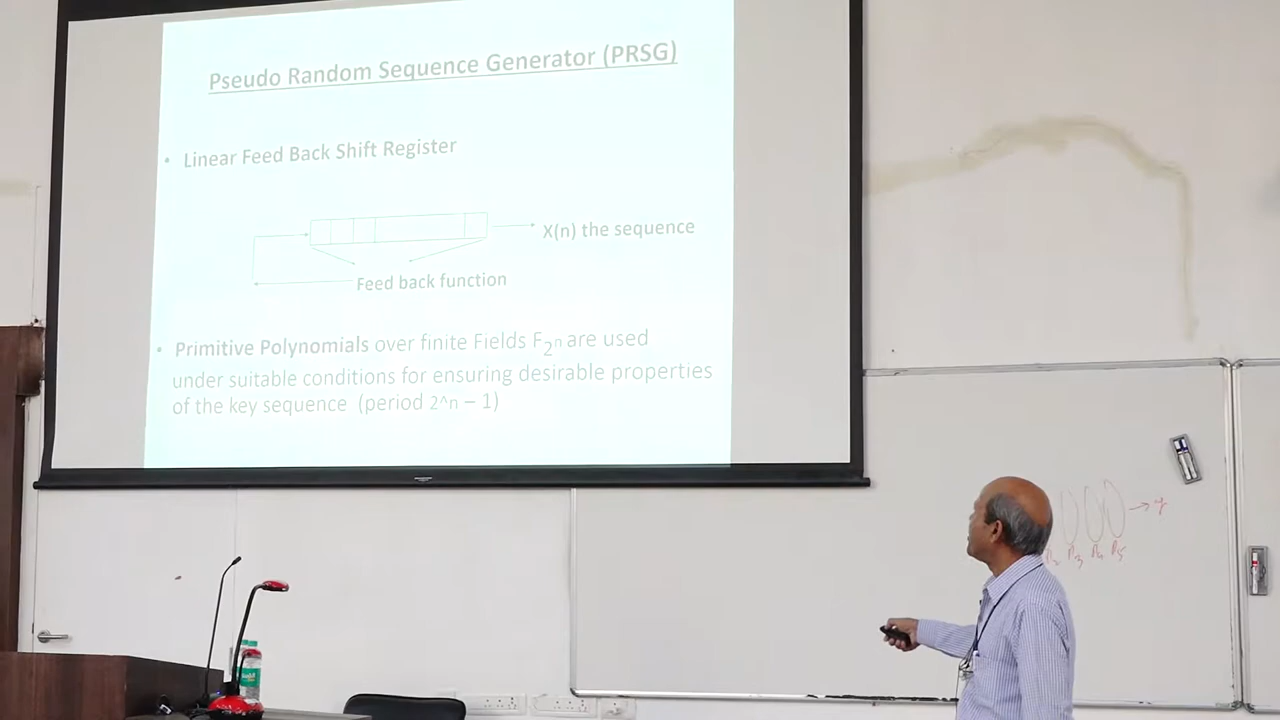 Pseudo Random Sequence Generator (PRSG)
• Linear Feed Back Shift Register
X(n) the sequence
Feed back function
• Primitive Polynomials over finite Fields F2n are used
under suitable conditions for ensuring desirable properties
of the key sequence (period 2^n – 1)